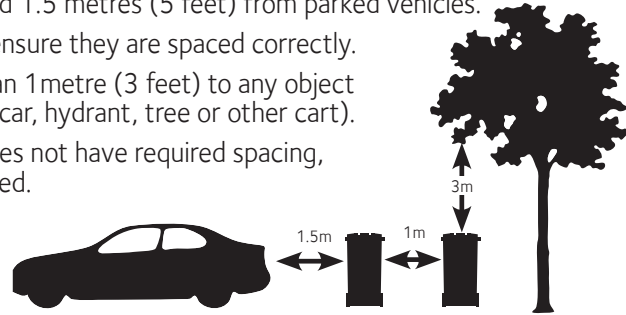 d 1.5 metres (5 feet) from parked vehicles.
ensure they are spaced correctly.
an 1metre (3 feet) to any object
car, hydrant, tree or other cart).
es not have required spacing,
ed.
3m
1.5m
1m